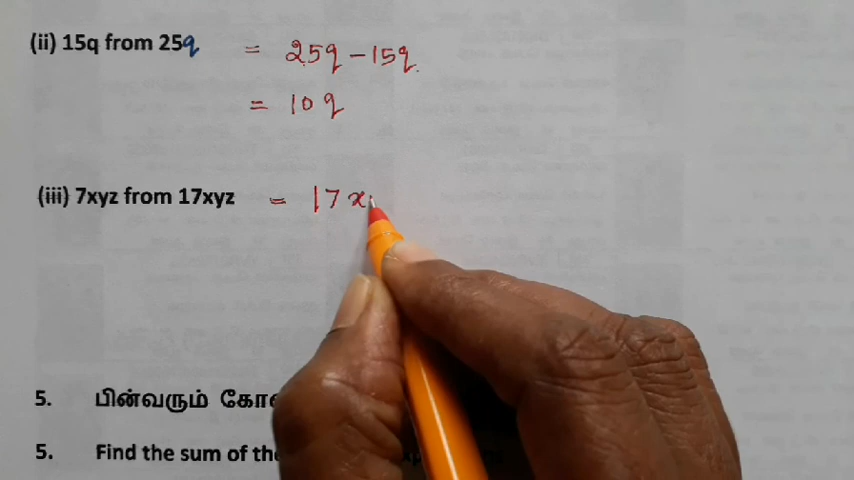 (ii) 15q from 25q = 25q - 15q
= 10q
(iii) 7xyz from 17xyz = 17x
5. பின்வரும்
5. Find the sum of the